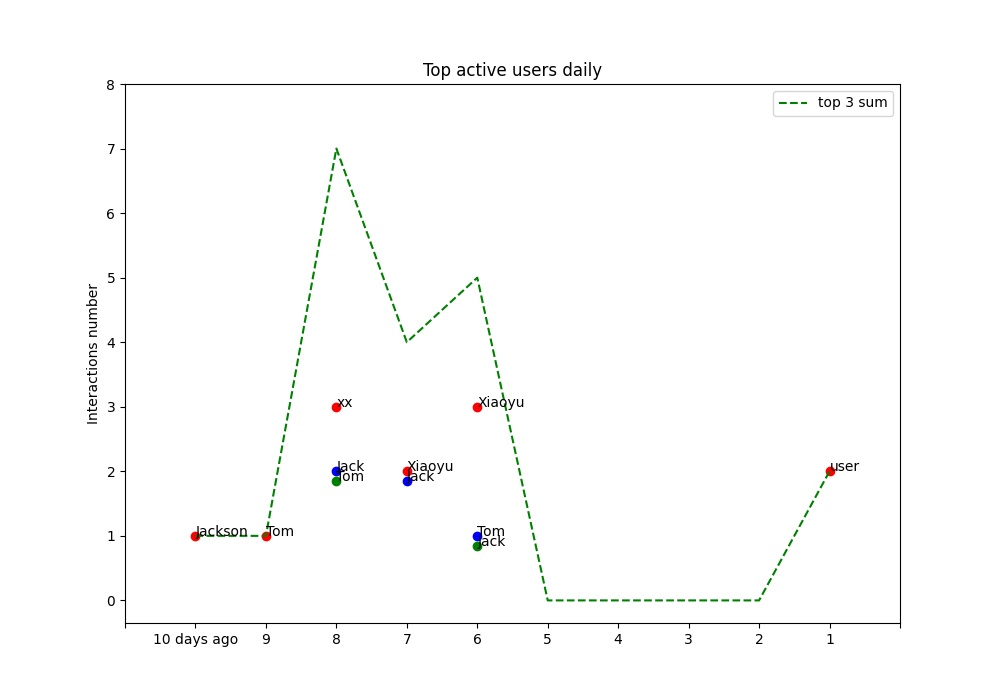 Top active users daily
8
top 3 sum
7
6
5
4
Interactions number
3
xx
Xiaoyu
2
Jack
Tom
Xiaoyu
Jack
user
1
Jackson
Tom
Tom
Jack
0
10 days ago 9 8 7 6 5 4 3 2 1